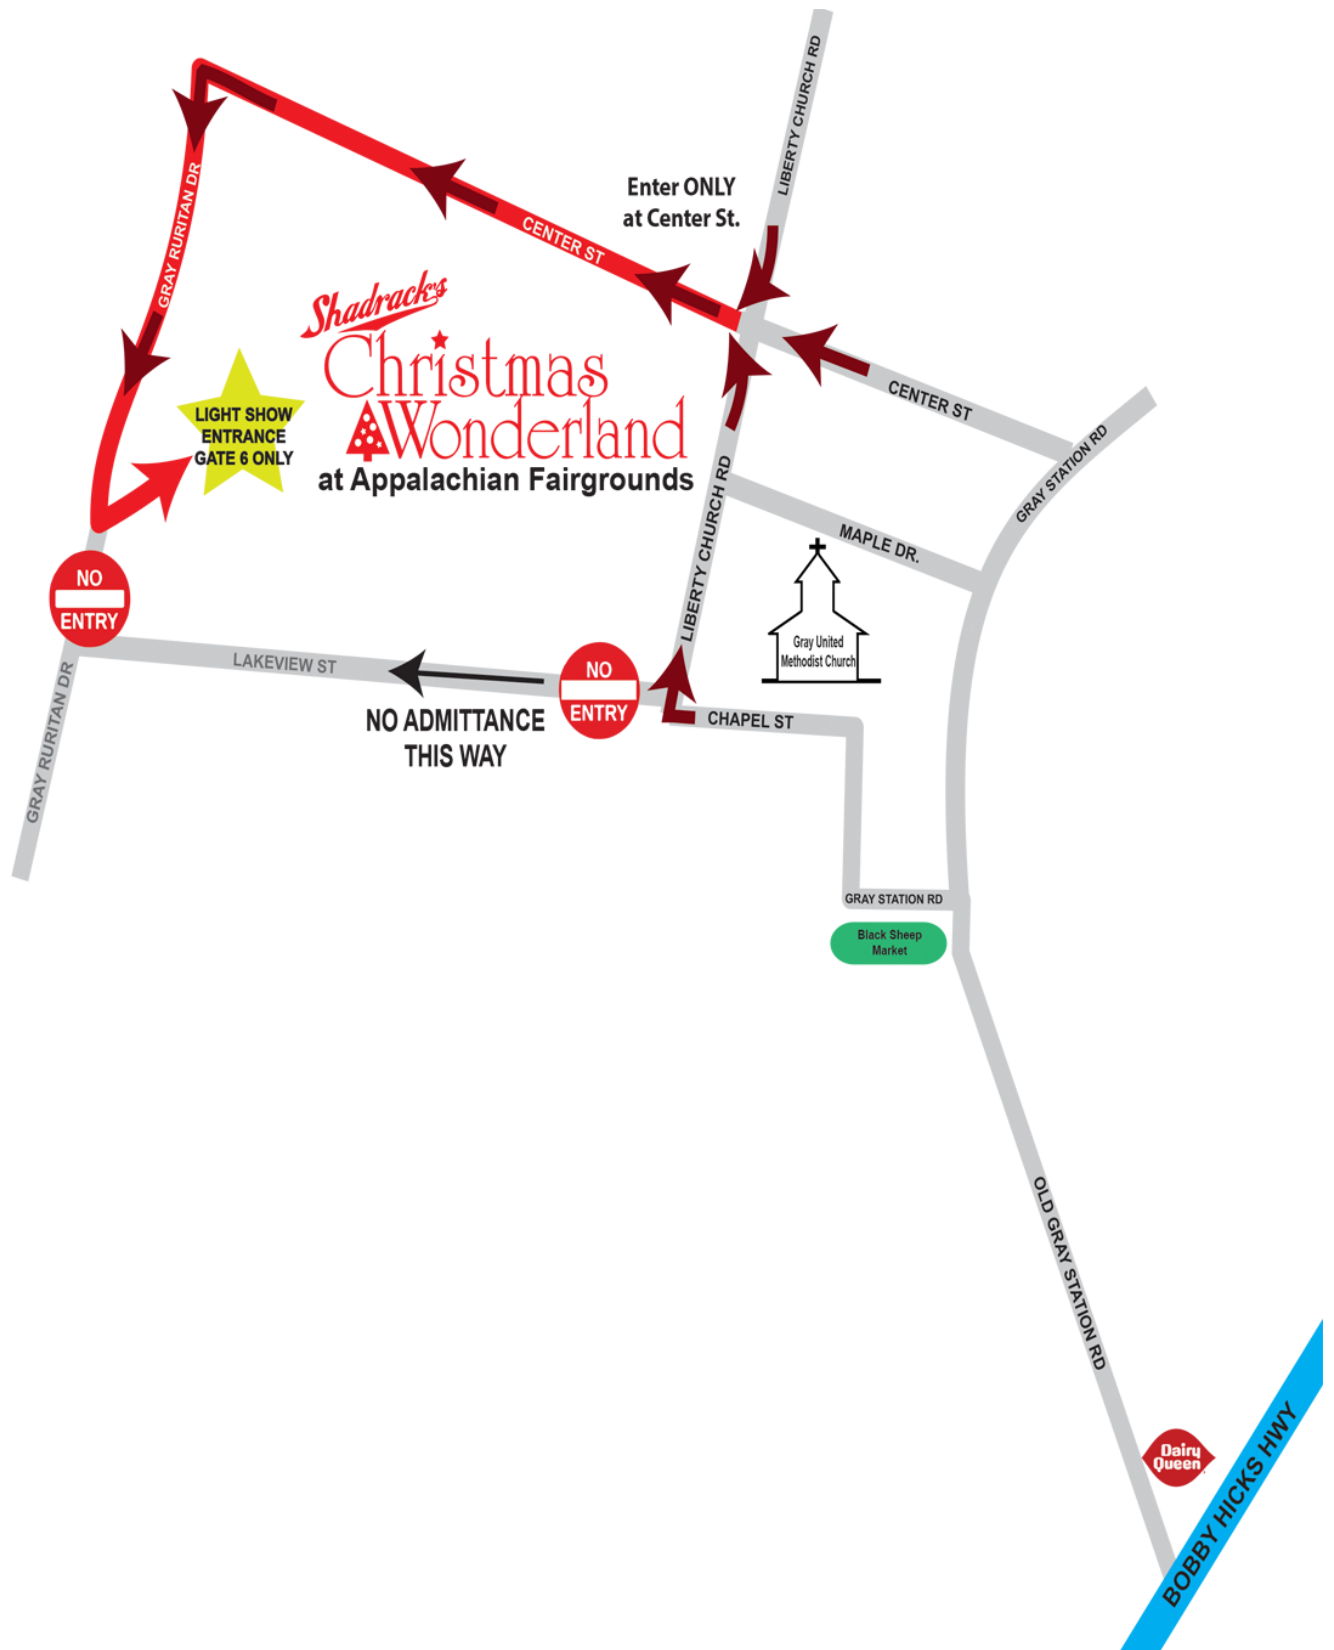 LIBERTY CHURCH RD
Enter ONLY
at Center St.
CENTER ST
GRAY RURITAN DR
Shadrack's
Christmas
Wonderland
at Appalachian Fairgrounds
LIGHT SHOW
ENTRANCE
GATE 6 ONLY
CENTER ST
GRAY STATION RD
LIBERTY CHURCH RD
MAPLE DR.
Gray United
Methodist Church
NO
ENTRY
LAKEVIEW ST
NO
ENTRY
NO ADMITTANCE
THIS WAY
CHAPEL ST
GRAY RURITAN DR
GRAY STATION RD
Black Sheep
Market
OLD GRAY STATION RD
Dairy
Queen
BOBBY HICKS HWY